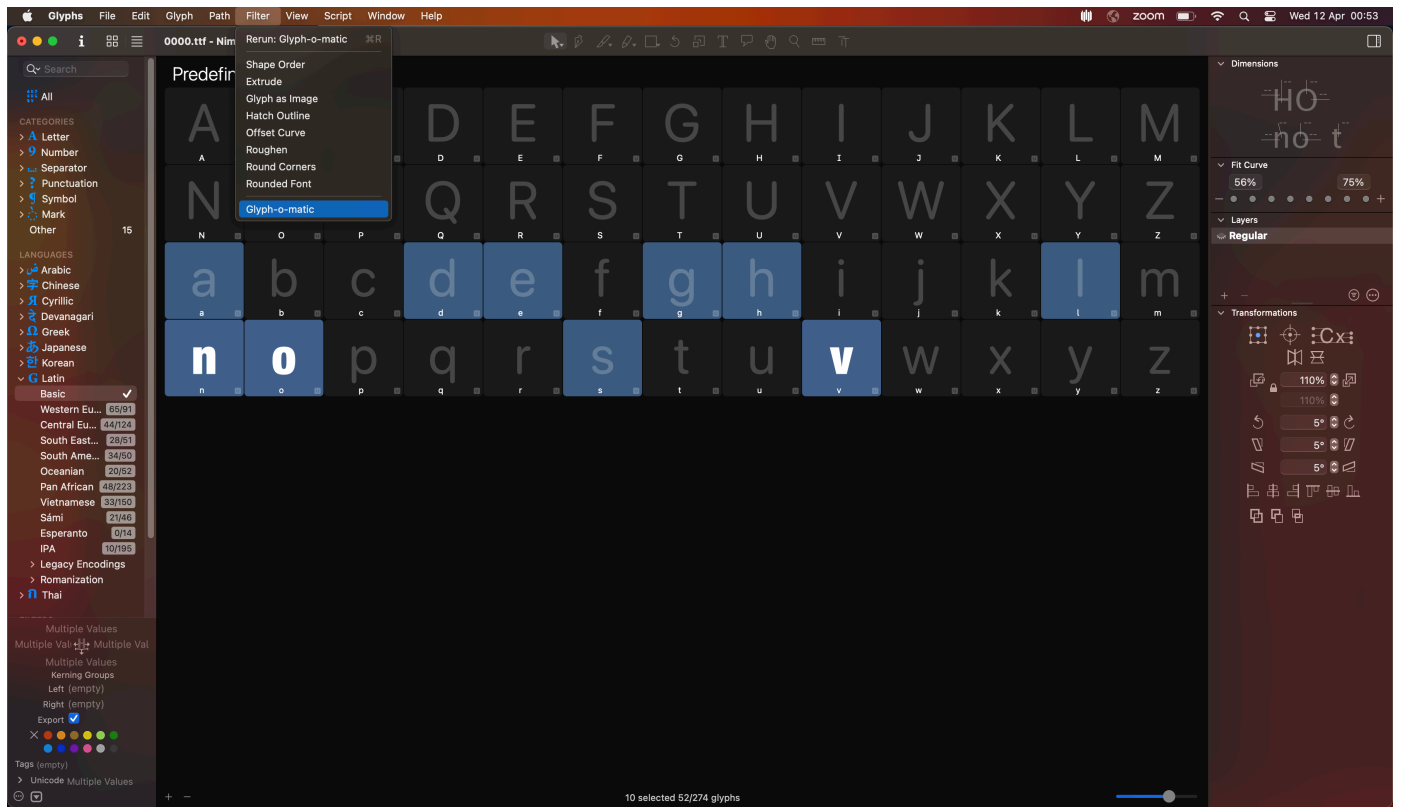 Glyphs File Edit Glyph Path Filter View Script Window Help zoom Wed 12 Apr 00:53
0000.ttf - Nim
Rerun: Glyph-o-matic ⌘R
Shape Order
Extrude
Glyph as Image
Hatch Outline
Offset Curve
Roughen
Round Corners
Rounded Font
Glyph-o-matic
Search
All
CATEGORIES
Letter
Number
Separator
Punctuation
Symbol
Mark
Other 15
LANGUAGES
Arabic
Chinese
Cyrillic
Devanagari
Greek
Japanese
Korean
Latin
Basic
Western Eu... 65/91
Central Eu... 44/124
South East... 28/51
South Ame... 34/50
Oceanian 20/52
Pan African 48/223
Vietnamese 33/150
Sámi 21/46
Esperanto 0/14
IPA 10/195
Legacy Encodings
Romanization
Thai
Multiple Values
Multiple Val Multiple Val
Multiple Values
Kerning Groups
Left (empty)
Right (empty)
Export
Tags (empty)
Unicode Multiple Values
Predefin
A D E F G H I J K L M
A D E F G H I J K L M
N Q R S T U V W X Y Z
N O P Q R S T U V W X Y Z
a b c d e f g h i j k l m
a b c d e f g h i j k l m
n o p q r s t u v w x y z
n o p q r s t u v w x y z
10 selected 52/274 glyphs
Dimensions
HO
no t
Fit Curve
56% 75%
Layers
Regular
Transformations
110%
110%
5°
5°
5°